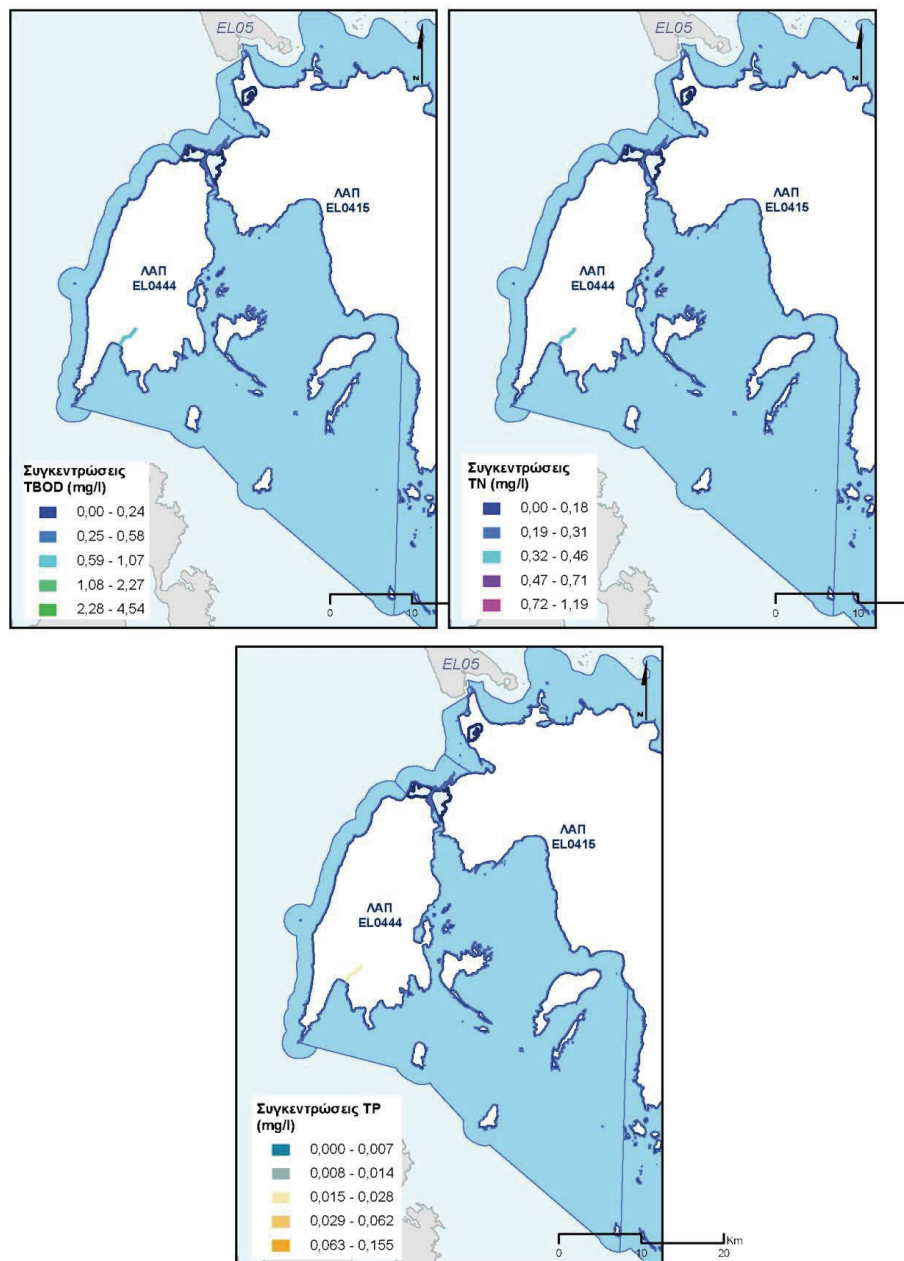 EL05
N
ΛΑΠ
EL0415
ΛΑΠ
EL0444
Συγκεντρώσεις
TBOD (mg/l)
0,00 - 0,24
0,25 - 0,58
0,59 - 1,07
1,08 - 2,27
2,28 - 4,54
0 10
EL05
N
ΛΑΠ
EL0415
ΛΑΠ
EL0444
Συγκεντρώσεις
TN (mg/l)
0,00 - 0,18
0,19 - 0,31
0,32 - 0,46
0,47 - 0,71
0,72 - 1,19
0 10
EL05
N
ΛΑΠ
EL0415
ΛΑΠ
EL0444
Συγκεντρώσεις TP
(mg/l)
0,000 - 0,007
0,008 - 0,014
0,015 - 0,028
0,029 - 0,062
0,063 - 0,155
Km
0 10 20